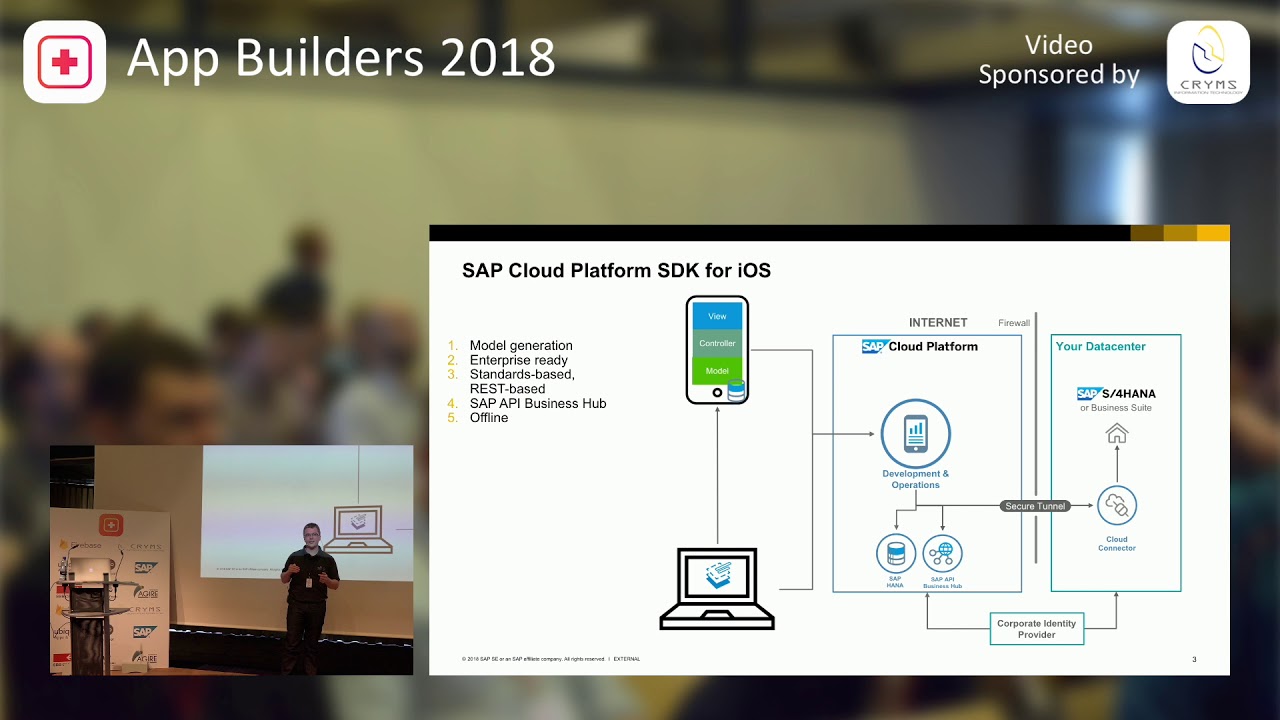 App Builders 2018
Video
Sponsored by
CRYMS
INFORMATION TECHNOLOGY
SAP Cloud Platform SDK for iOS
1. Model generation
2. Enterprise ready
3. Standards-based,
REST-based
4. SAP API Business Hub
5. Offline
View
Controller
Model
INTERNET
Firewall
SAP Cloud Platform
Development &
Operations
SAP
HANA
SAP API
Business Hub
Secure Tunnel
Your Datacenter
SAP S/4HANA
or Business Suite
Cloud
Connector
Corporate Identity
Provider
© 2018 SAP SE or an SAP affiliate company. All rights reserved. I EXTERNAL
3
Firebase
CRYMS
SAP
AGIRE
CRYMS
SAP
AGIRE